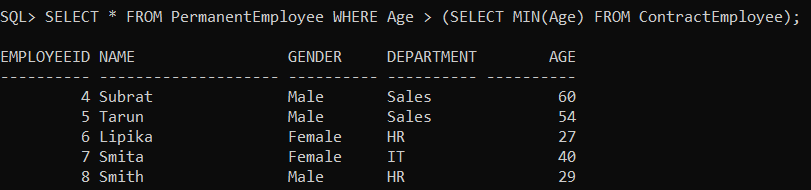 SQL> SELECT * FROM PermanentEmployee WHERE Age > (SELECT MIN(Age) FROM ContractEmployee);
EMPLOYEEID NAME                 GENDER     DEPARTMENT        AGE
---------- -------------------- ---------- ---------- ----------
         4 Subrat               Male       Sales              60
         5 Tarun                Male       Sales              54
         6 Lipika               Female     HR                 27
         7 Smita                Female     IT                 40
         8 Smith                Male       HR                 29